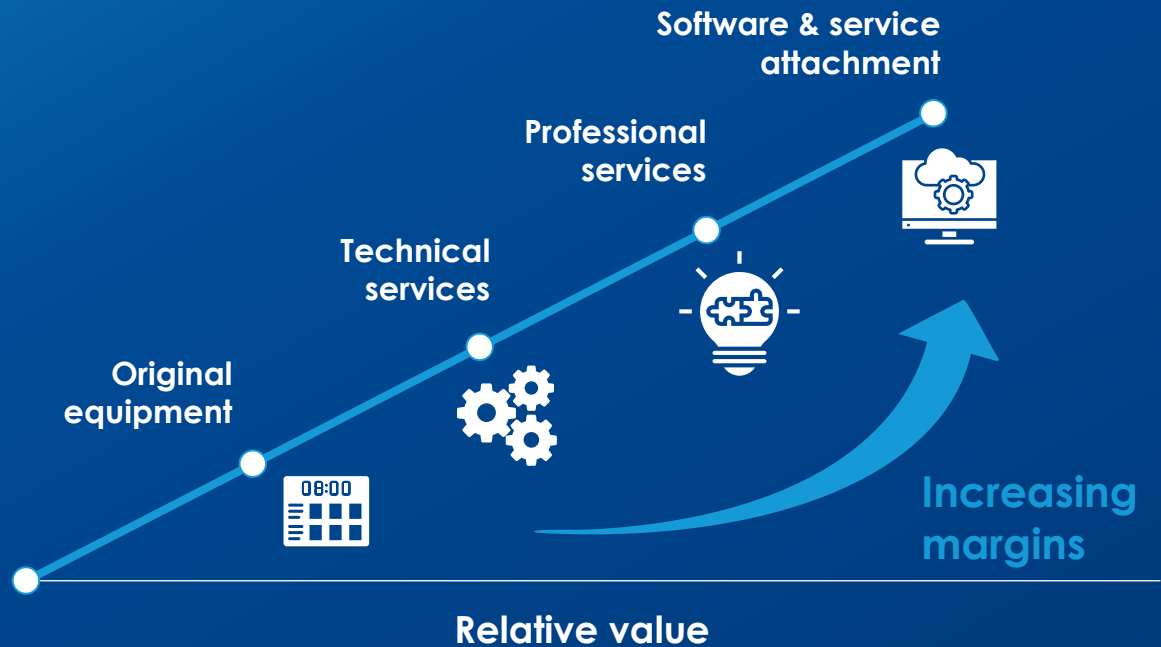 Software & service
attachment
Professional
services
Technical
services
Original
equipment
08:00
Increasing
margins
Relative value